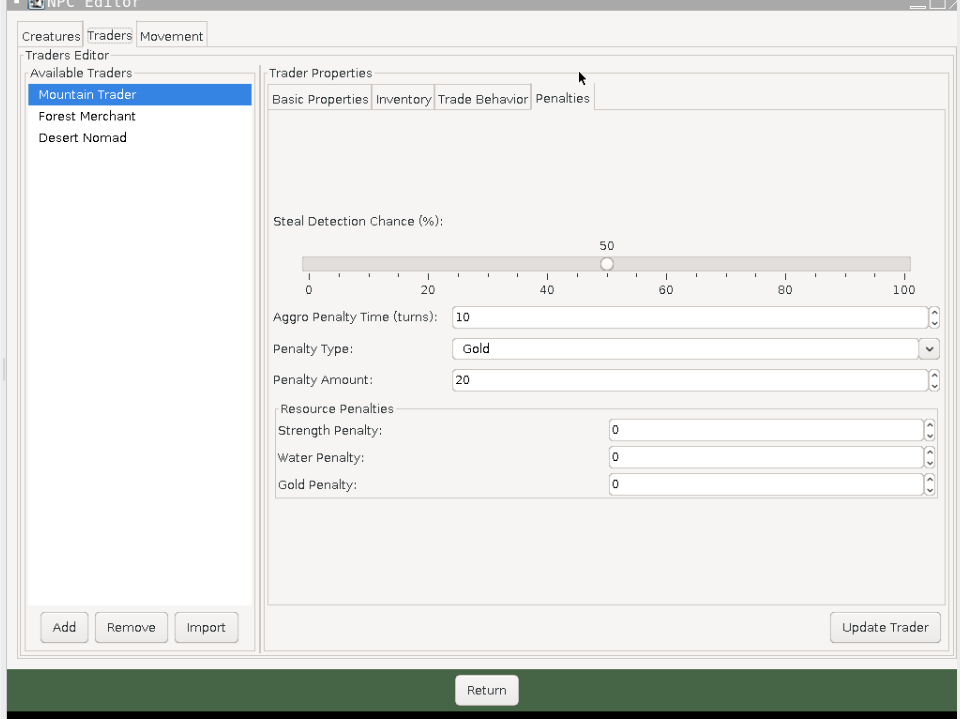 NPC Editor
Creatures Traders Movement
Traders Editor
Available Traders
Mountain Trader
Forest Merchant
Desert Nomad
Add Remove Import
Trader Properties
Basic Properties Inventory Trade Behavior Penalties
Steal Detection Chance (%):
50
0 20 40 60 80 100
Aggro Penalty Time (turns): 10
Penalty Type: Gold
Penalty Amount: 20
Resource Penalties
Strength Penalty: 0
Water Penalty: 0
Gold Penalty: 0
Update Trader
Return